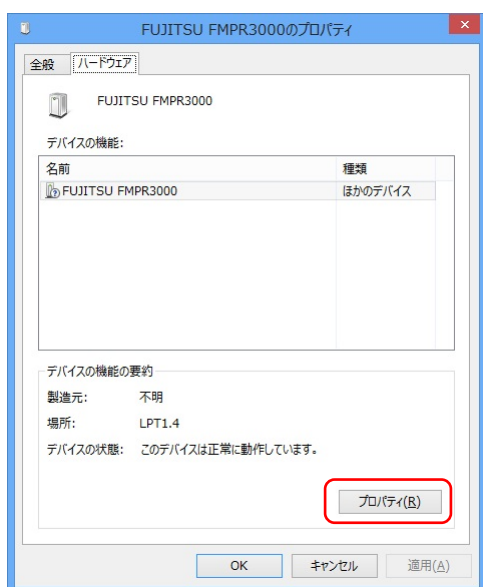 FUJITSU FMPR3000のプロパティ
全般 ハードウェア
FUJITSU FMPR3000
デバイスの機能:
名前 種類
FUJITSU FMPR3000 ほかのデバイス
デバイスの機能の要約
製造元: 不明
場所: LPT1.4
デバイスの状態: このデバイスは正常に動作しています。
プロパティ(R)
OK キャンセル 適用(A)